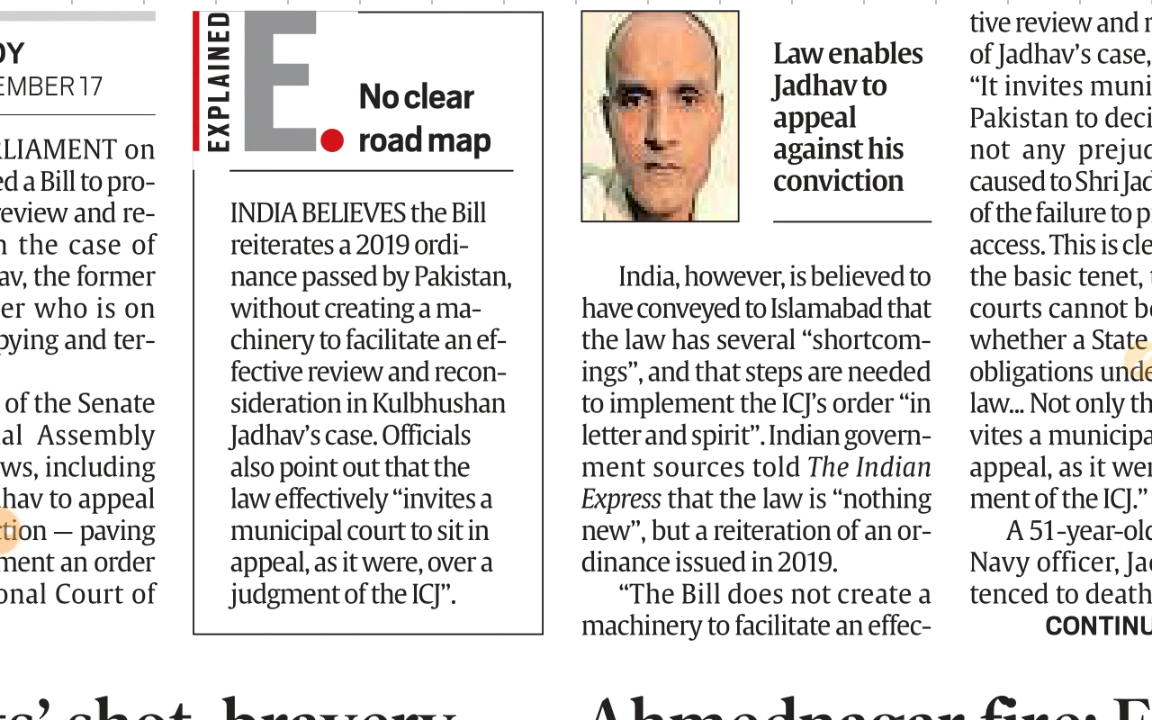 DY
EMBER 17
RLIAMENT on
ed a Bill to pro-
review and re-
n the case of
av, the former
er who is on
pying and ter-
of the Senate
al Assembly
ws, including
hav to appeal
ction — paving
ment an order
onal Court of
EXPLAINED
E.
No clear
road map
INDIA BELIEVES the Bill
reiterates a 2019 ordi-
nance passed by Pakistan,
without creating a ma-
chinery to facilitate an ef-
fective review and recon-
sideration in Kulbhushan
Jadhav's case. Officials
also point out that the
law effectively “invites a
municipal court to sit in
appeal, as it were, over a
judgment of the ICJ”.
Law enables
Jadhav to
appeal
against his
conviction
India, however, is believed to
have conveyed to Islamabad that
the law has several “shortcom-
ings”, and that steps are needed
to implement the ICJ's order “in
letter and spirit”. Indian govern-
ment sources told The Indian
Express that the law is “nothing
new”, but a reiteration of an or-
dinance issued in 2019.
“The Bill does not create a
machinery to facilitate an effec-
tive review and r
of Jadhav's case,
“It invites muni
Pakistan to deci
not any prejud
caused to Shri Jad
of the failure to p
access. This is cle
the basic tenet, t
courts cannot be
whether a State
obligations unde
law... Not only th
vites a municipa
appeal, as it wer
ment of the ICJ.”
A 51-year-old
Navy officer, Jad
tenced to death
CONTINU
ts' shot, bravery
Ahmednagar fire: F